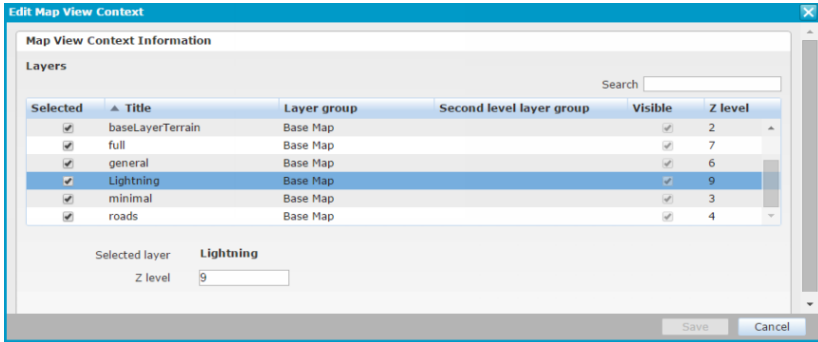 Edit Map View Context
Map View Context Information
Layers
Search
Selected Title Layer group Second level layer group Visible Z level
baseLayerTerrain Base Map 2
full Base Map 7
general Base Map 6
Lightning Base Map 9
minimal Base Map 3
roads Base Map 4
Selected layer Lightning
Z level 9
Save Cancel